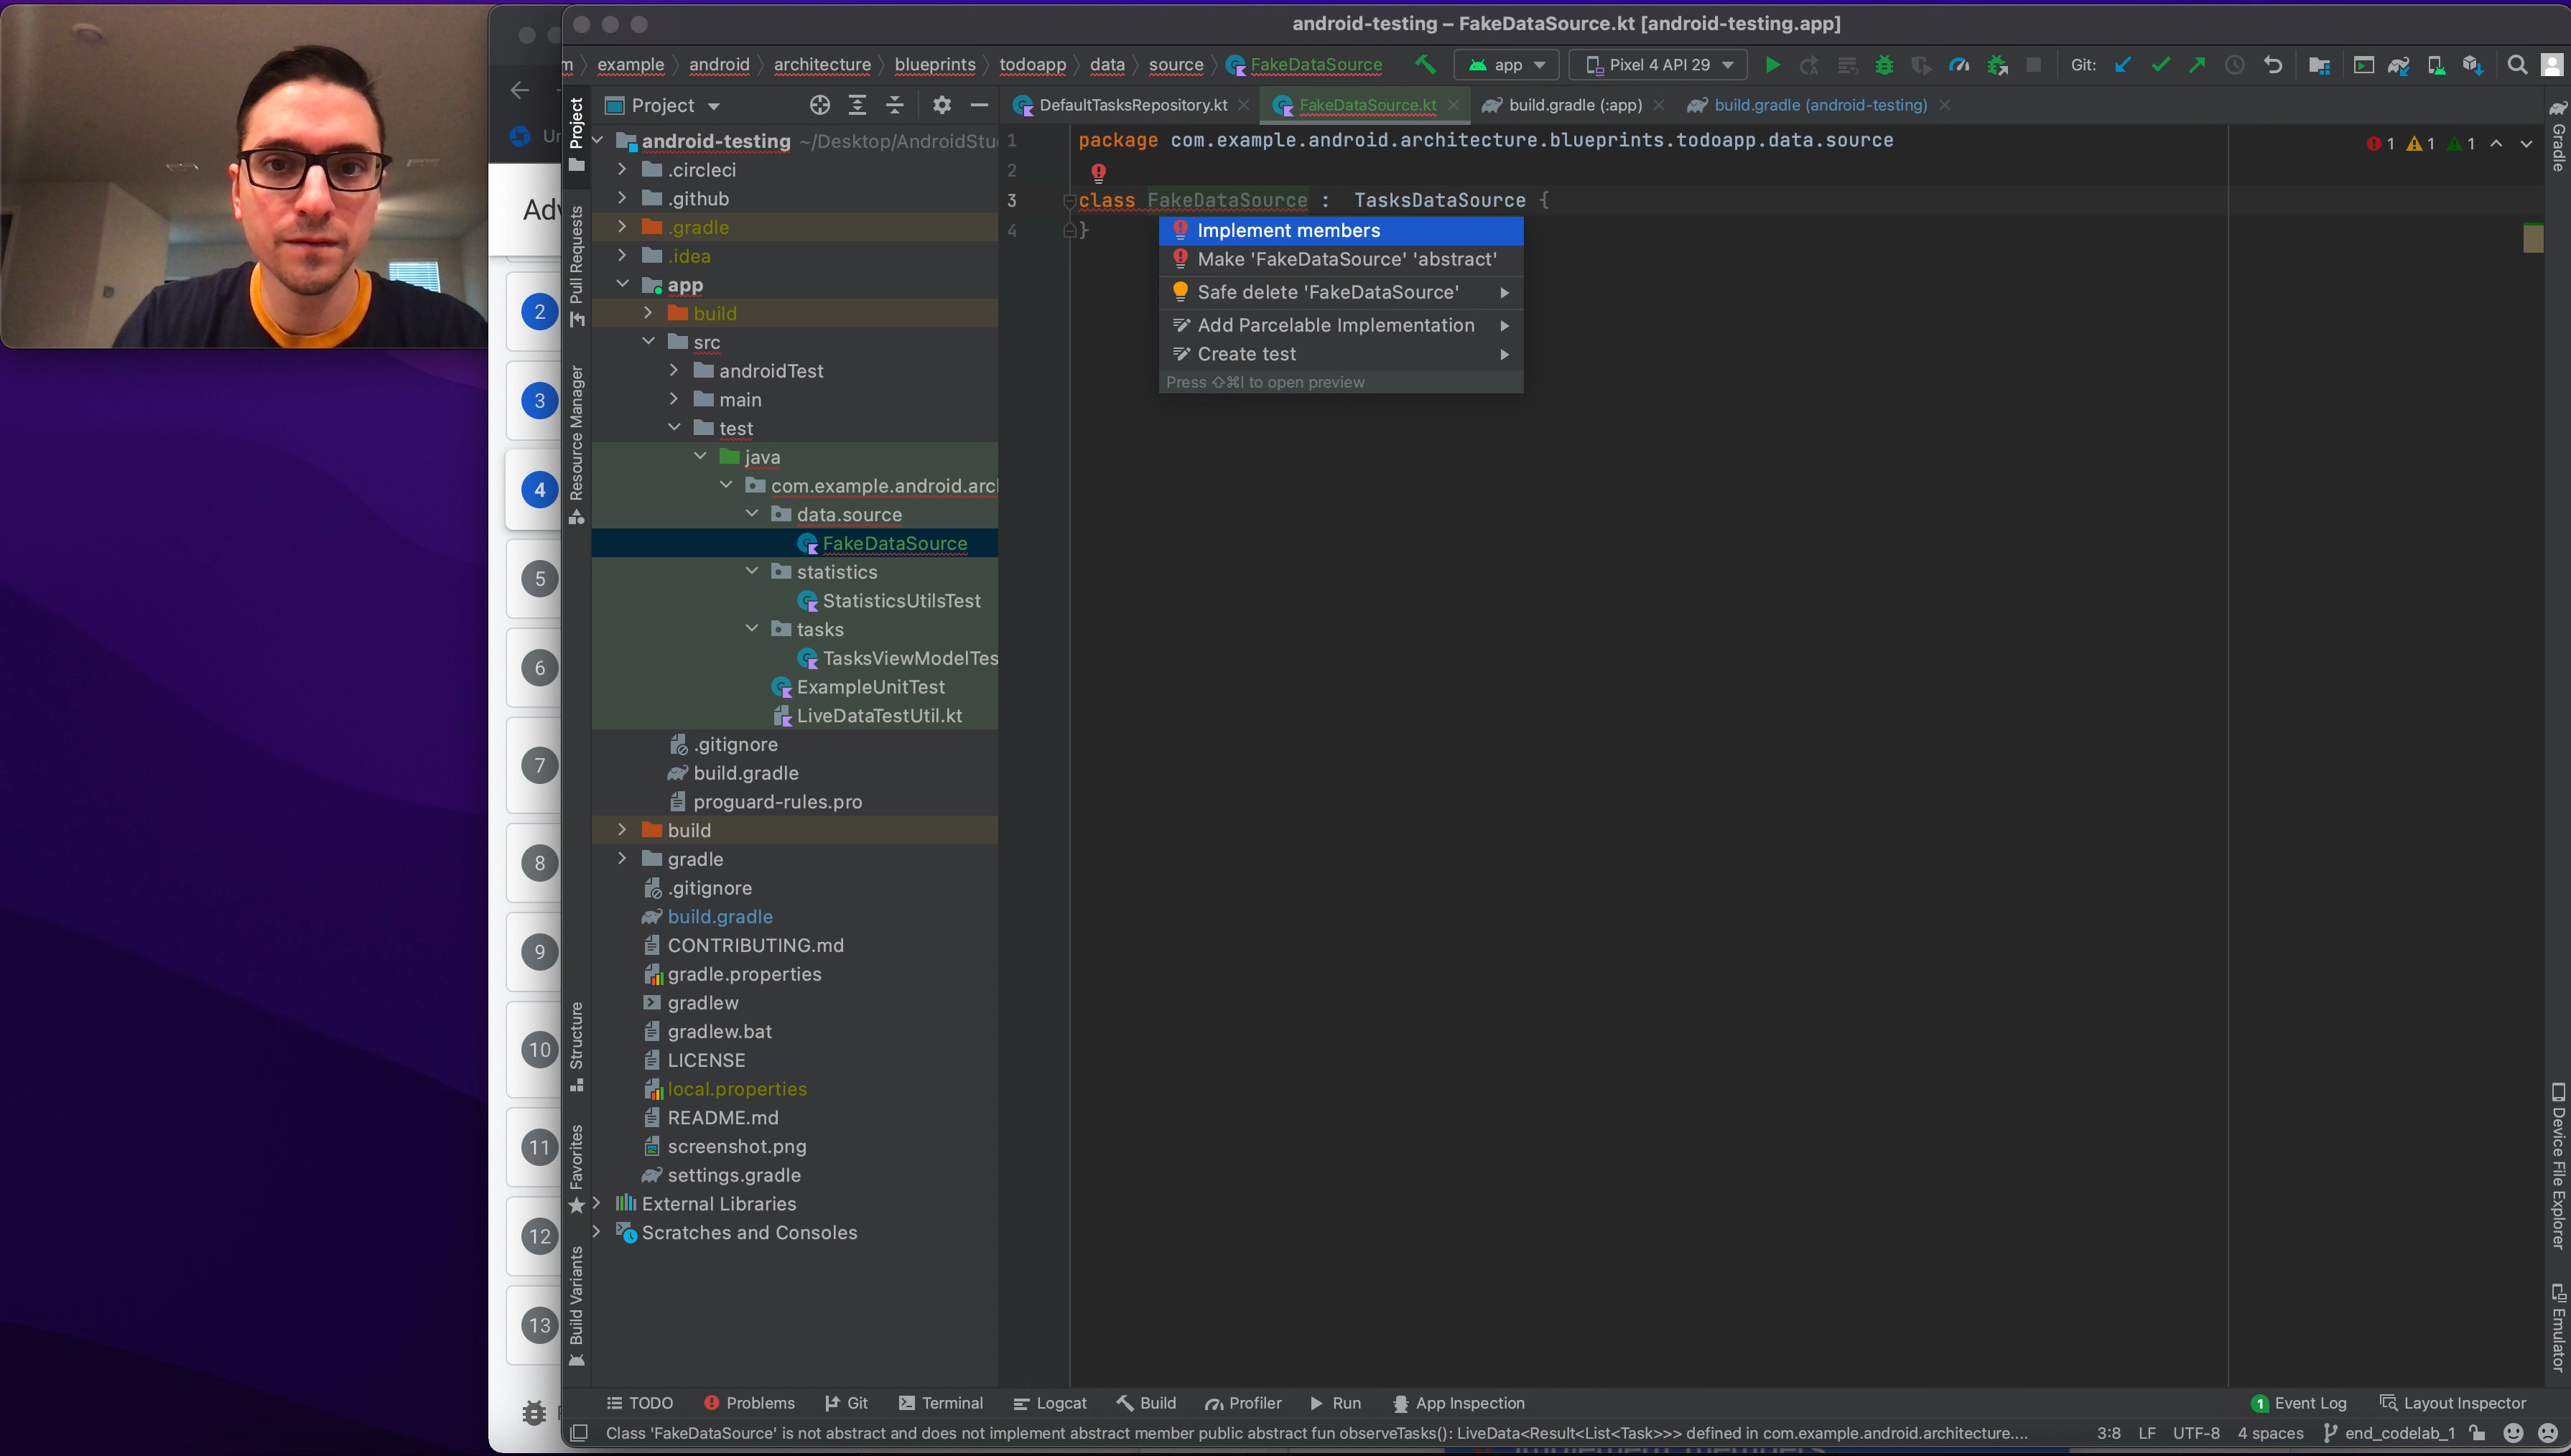 android-testing – FakeDataSource.kt [android-testing.app]
example android architecture blueprints todoapp data source FakeDataSource
app
Pixel 4 API 29
Git:
Project
DefaultTasksRepository.kt
FakeDataSource.kt
build.gradle (:app)
build.gradle (android-testing)
Project
Pull Requests
Resource Manager
Structure
Favorites
Build Variants
2
3
4
5
6
7
8
9
10
11
12
13
android-testing ~/Desktop/AndroidStu
.circleci
.github
.gradle
.idea
app
build
src
androidTest
main
test
java
com.example.android.arc
data.source
FakeDataSource
statistics
StatisticsUtilsTest
tasks
TasksViewModelTes
ExampleUnitTest
LiveDataTestUtil.kt
.gitignore
build.gradle
proguard-rules.pro
build
gradle
.gitignore
build.gradle
CONTRIBUTING.md
gradle.properties
gradlew
gradlew.bat
LICENSE
local.properties
README.md
screenshot.png
settings.gradle
External Libraries
Scratches and Consoles
1 package com.example.android.architecture.blueprints.todoapp.data.source
2
3 class FakeDataSource : TasksDataSource {
4 }
1 1 1
Implement members
Make 'FakeDataSource' 'abstract'
Safe delete 'FakeDataSource'
Add Parcelable Implementation
Create test
Press ⇧⌘I to open preview
Gradle
Device File Explorer
Emulator
TODO Problems Git Terminal Logcat Build Profiler Run App Inspection
1 Event Log Layout Inspector
Class 'FakeDataSource' is not abstract and does not implement abstract member public abstract fun observeTasks(): LiveData<Result<List<Task>>> defined in com.example.android.architecture....
3:8 LF UTF-8 4 spaces end_codelab_1